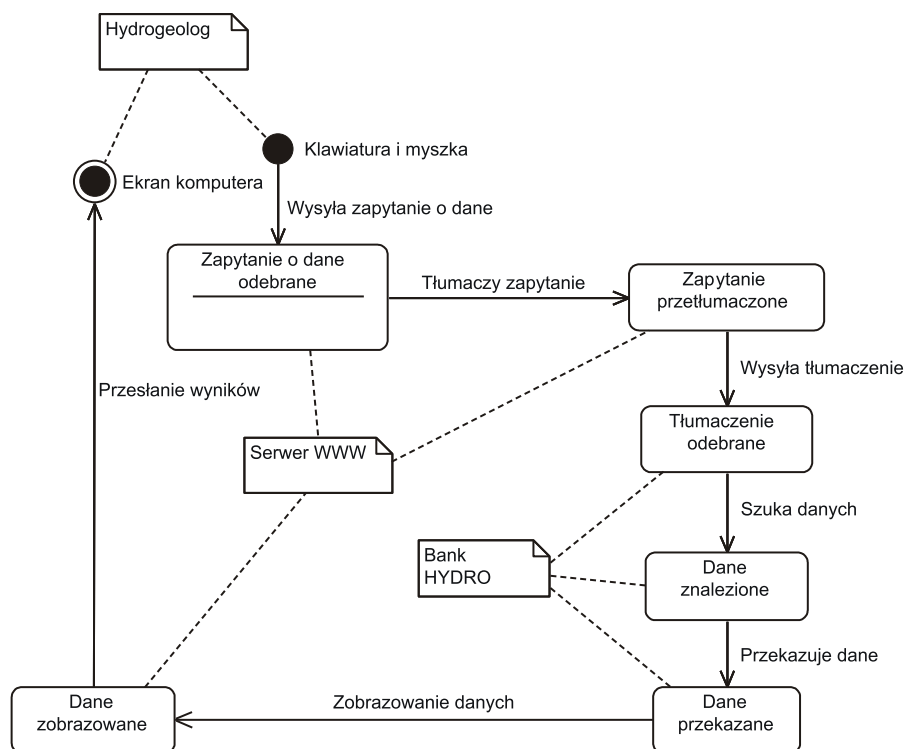 Hydrogeolog
Klawiatura i myszka
Ekran komputera
Wysyła zapytanie o dane
Zapytanie o dane
odebrane
Tłumaczy zapytanie
Zapytanie
przetłumaczone
Wysyła tłumaczenie
Przesłanie wyników
Tłumaczenie
odebrane
Serwer WWW
Szuka danych
Bank
HYDRO
Dane
znalezione
Przekazuje dane
Zobrazowanie danych
Dane
zobrazowane
Dane
przekazane